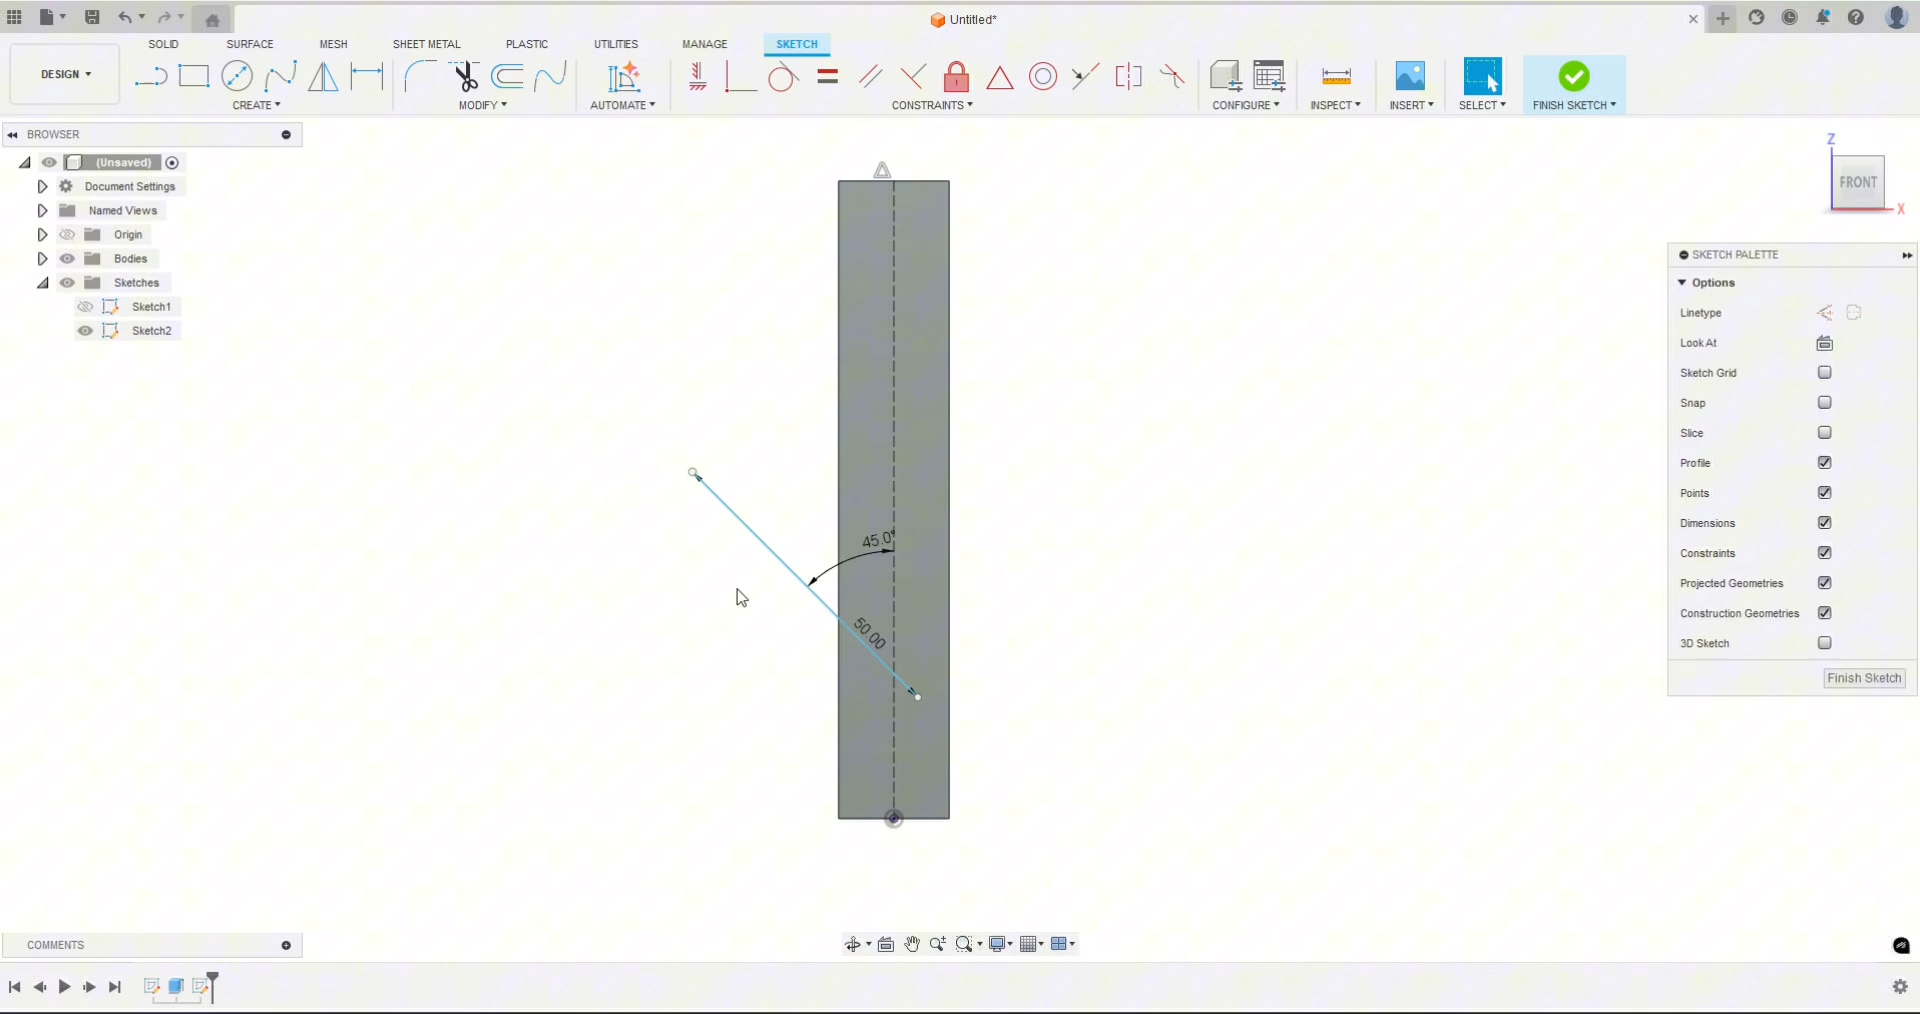 Untitled*
SOLID SURFACE MESH SHEET METAL PLASTIC UTILITIES MANAGE SKETCH
DESIGN
CREATE MODIFY AUTOMATE CONSTRAINTS CONFIGURE INSPECT INSERT SELECT FINISH SKETCH
BROWSER
(Unsaved)
Document Settings
Named Views
Origin
Bodies
Sketches
Sketch1
Sketch2
45.0°
50.00
Z
FRONT
X
SKETCH PALETTE
Options
Linetype
Look At
Sketch Grid
Snap
Slice
Profile
Points
Dimensions
Constraints
Projected Geometries
Construction Geometries
3D Sketch
Finish Sketch
COMMENTS